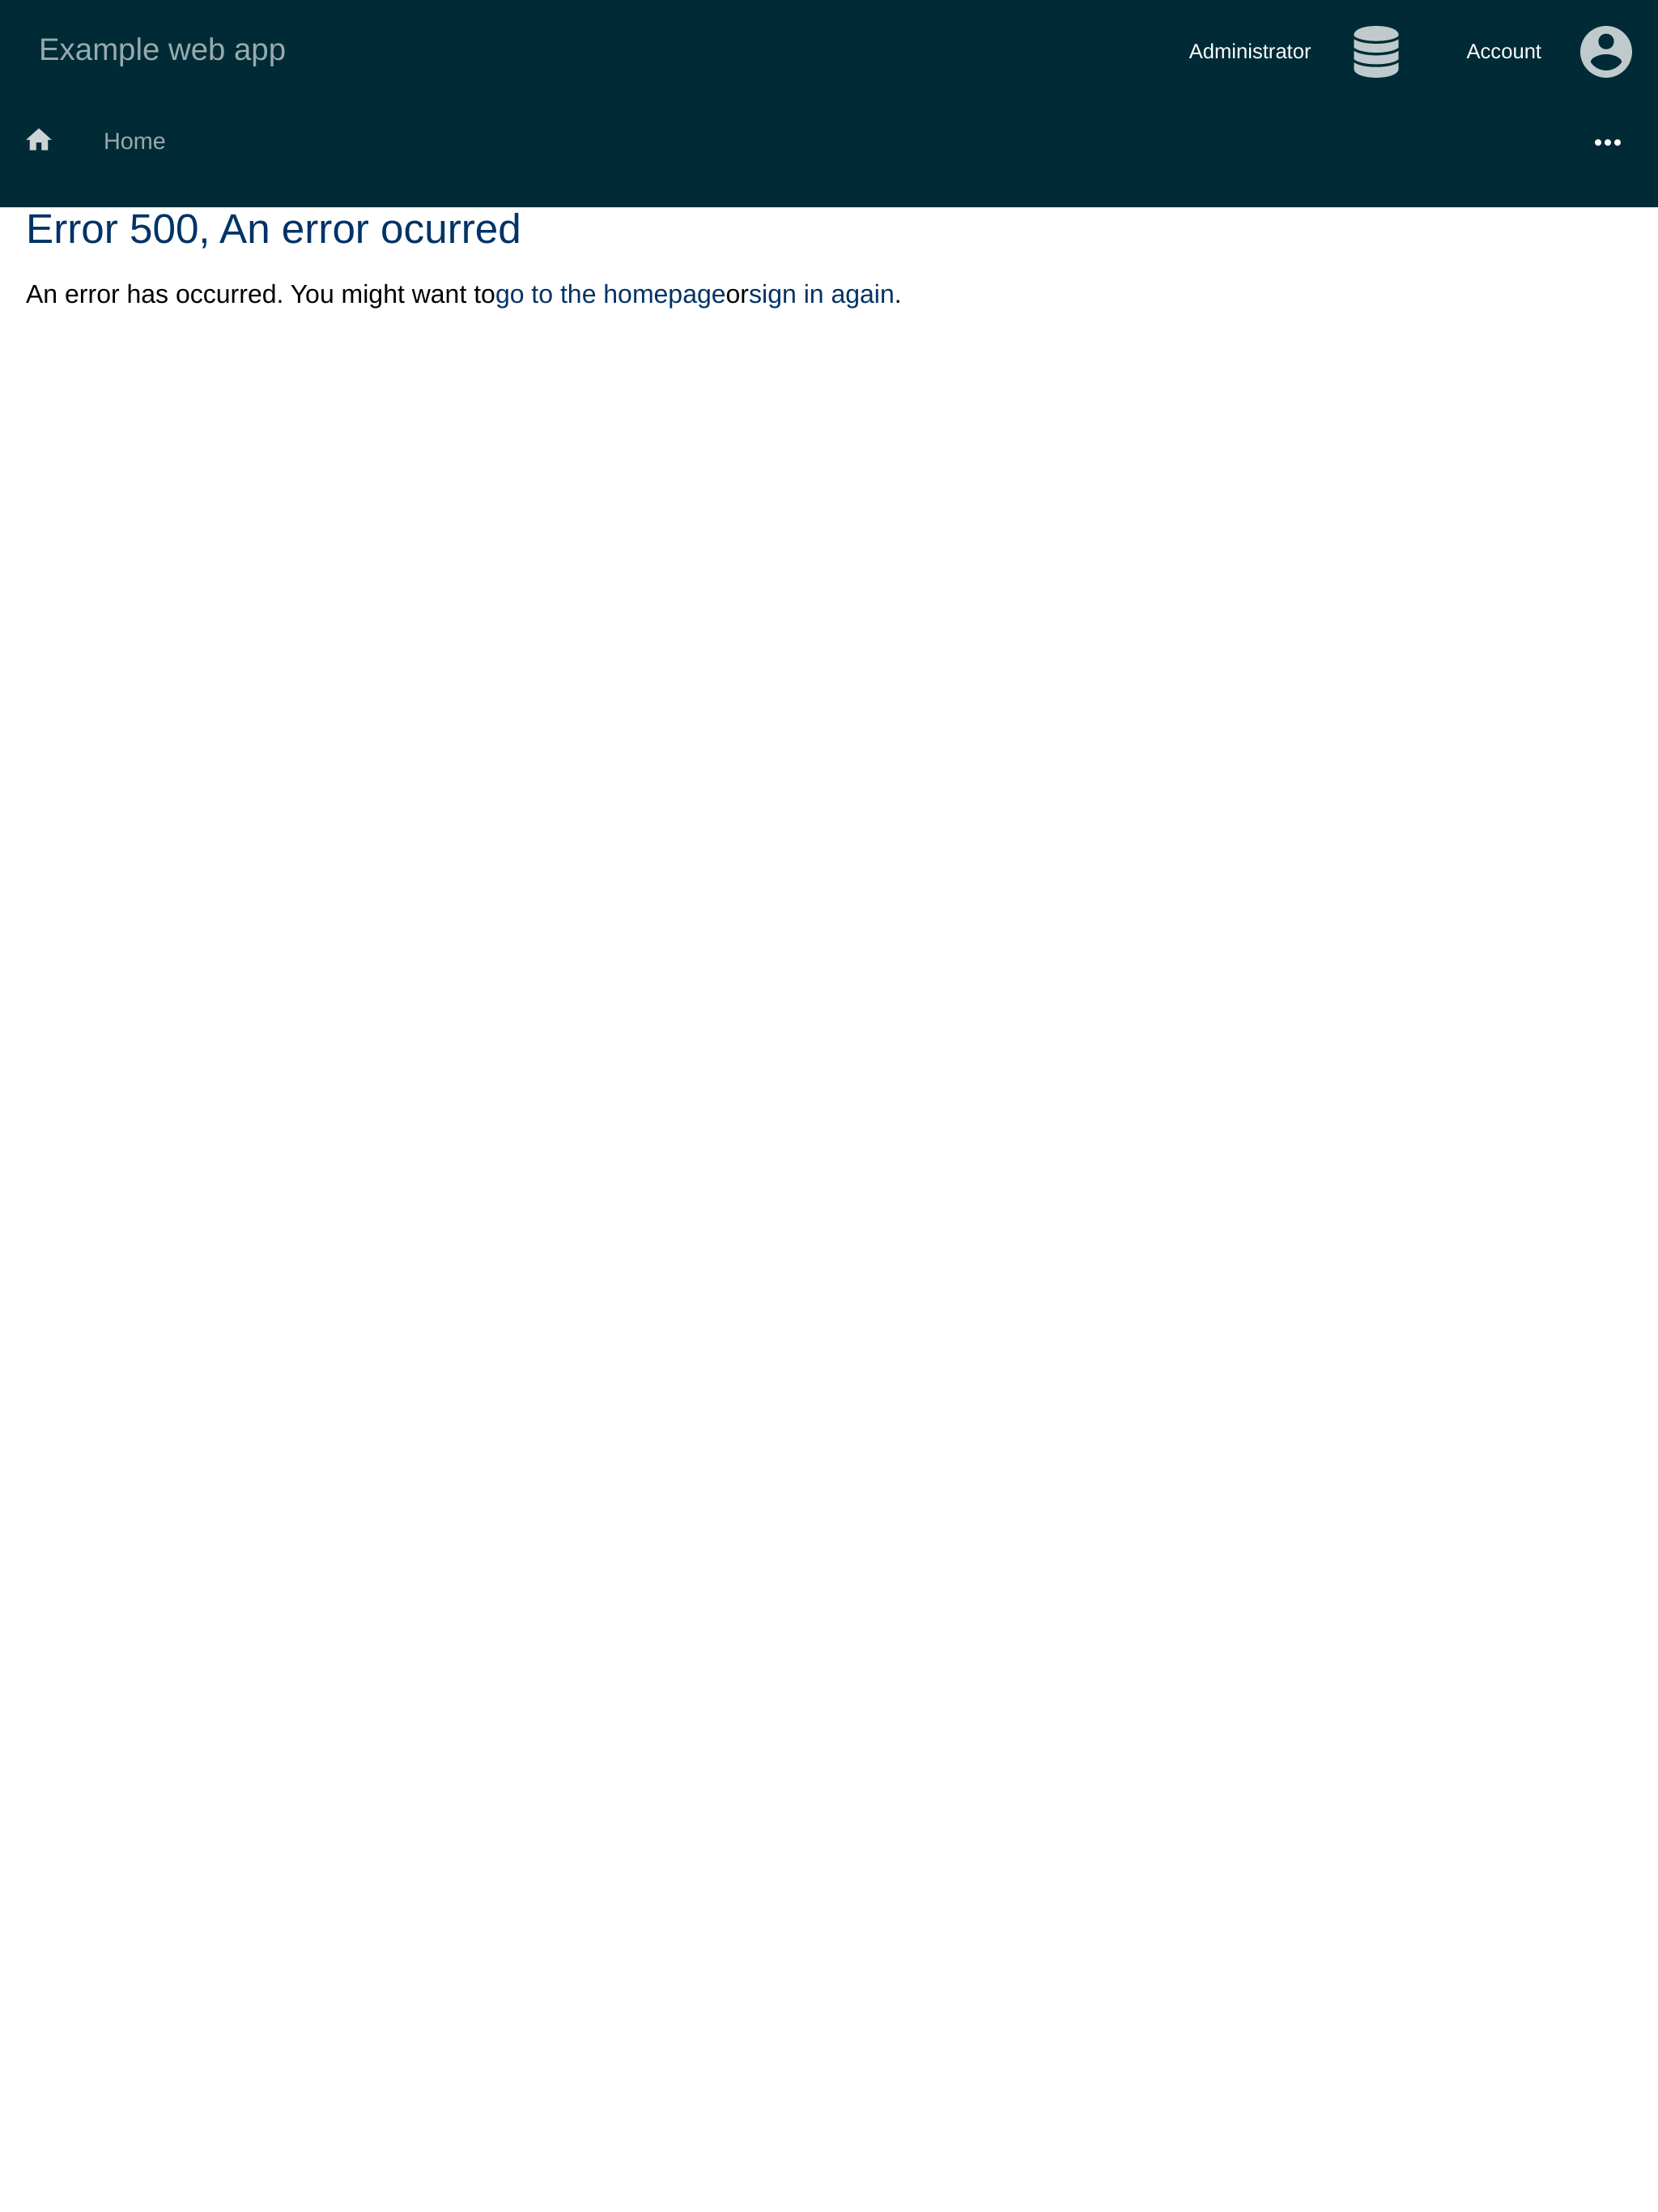 Example web app
Administrator
Account
Home
Error 500, An error ocurred
An error has occurred. You might want togo to the homepageorsign in again.